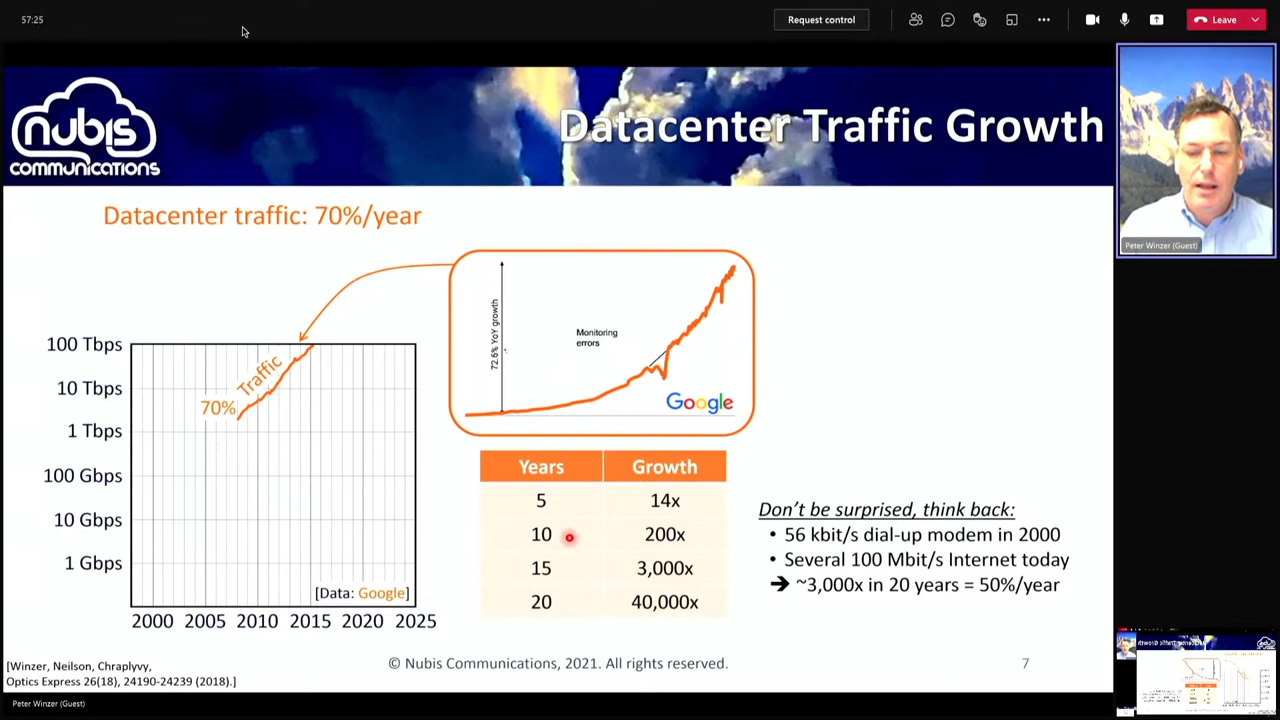 57:25
Request control
Leave
nubis
communications
Datacenter Traffic Growth
Peter Winzer (Guest)
Datacenter traffic: 70%/year
72.6% YoY growth
Monitoring
errors
Google
100 Tbps
10 Tbps
1 Tbps
100 Gbps
10 Gbps
1 Gbps
Traffic
70%
[Data: Google]
2000 2005 2010 2015 2020 2025
Years Growth
5 14x
10 200x
15 3,000x
20 40,000x
Don't be surprised, think back:
• 56 kbit/s dial-up modem in 2000
• Several 100 Mbit/s Internet today
➔ ~3,000x in 20 years = 50%/year
[Winzer, Neilson, Chraplyvy,
Optics Express 26(18), 24190-24239 (2018).]
© Nubis Communications, 2021. All rights reserved.
7
Peter Winzer (Guest)